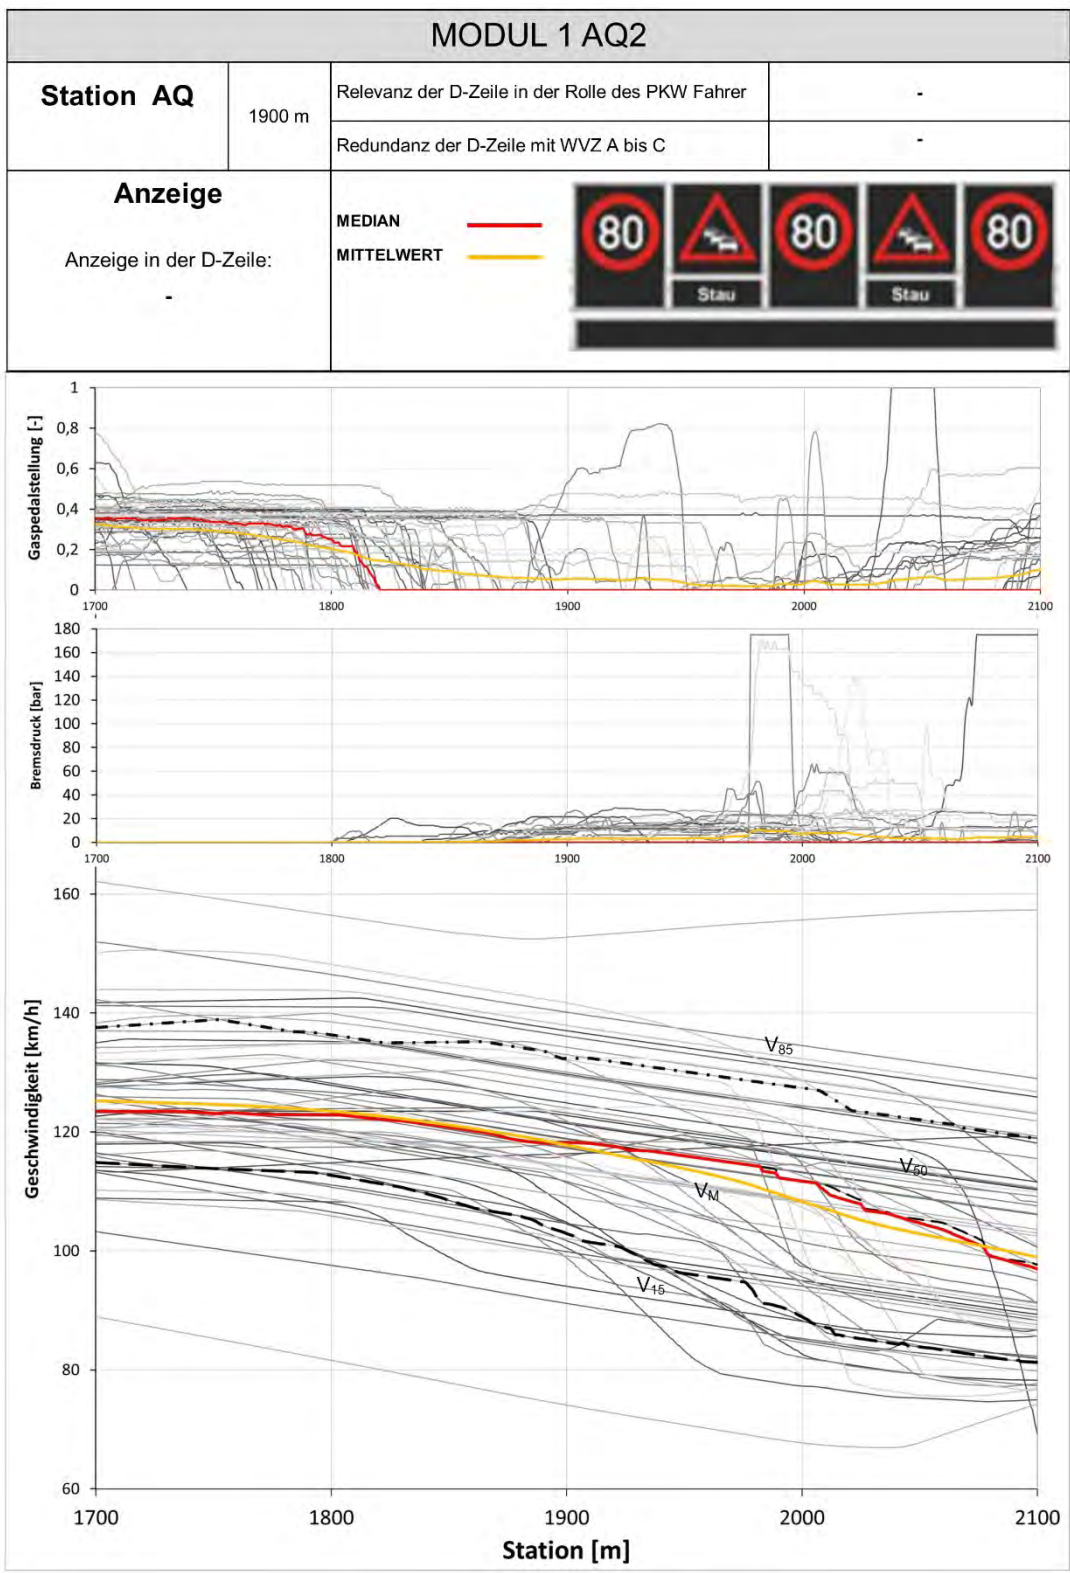 MODUL 1 AQ2
Station AQ
1900 m
Relevanz der D-Zeile in der Rolle des PKW Fahrer
-
Redundanz der D-Zeile mit WVZ A bis C
-
Anzeige
Anzeige in der D-Zeile:
-
MEDIAN
MITTELWERT
80
80
80
Stau
Stau
Gaspedalstellung [-]
1
0,8
0,6
0,4
0,2
0
1700
1800
1900
2000
2100
Bremsdruck [bar]
180
160
140
120
100
80
60
40
20
0
1700
1800
1900
2000
2100
Geschwindigkeit [km/h]
160
140
120
100
80
60
V85
V50
VM
V15
1700
1800
1900
2000
2100
Station [m]